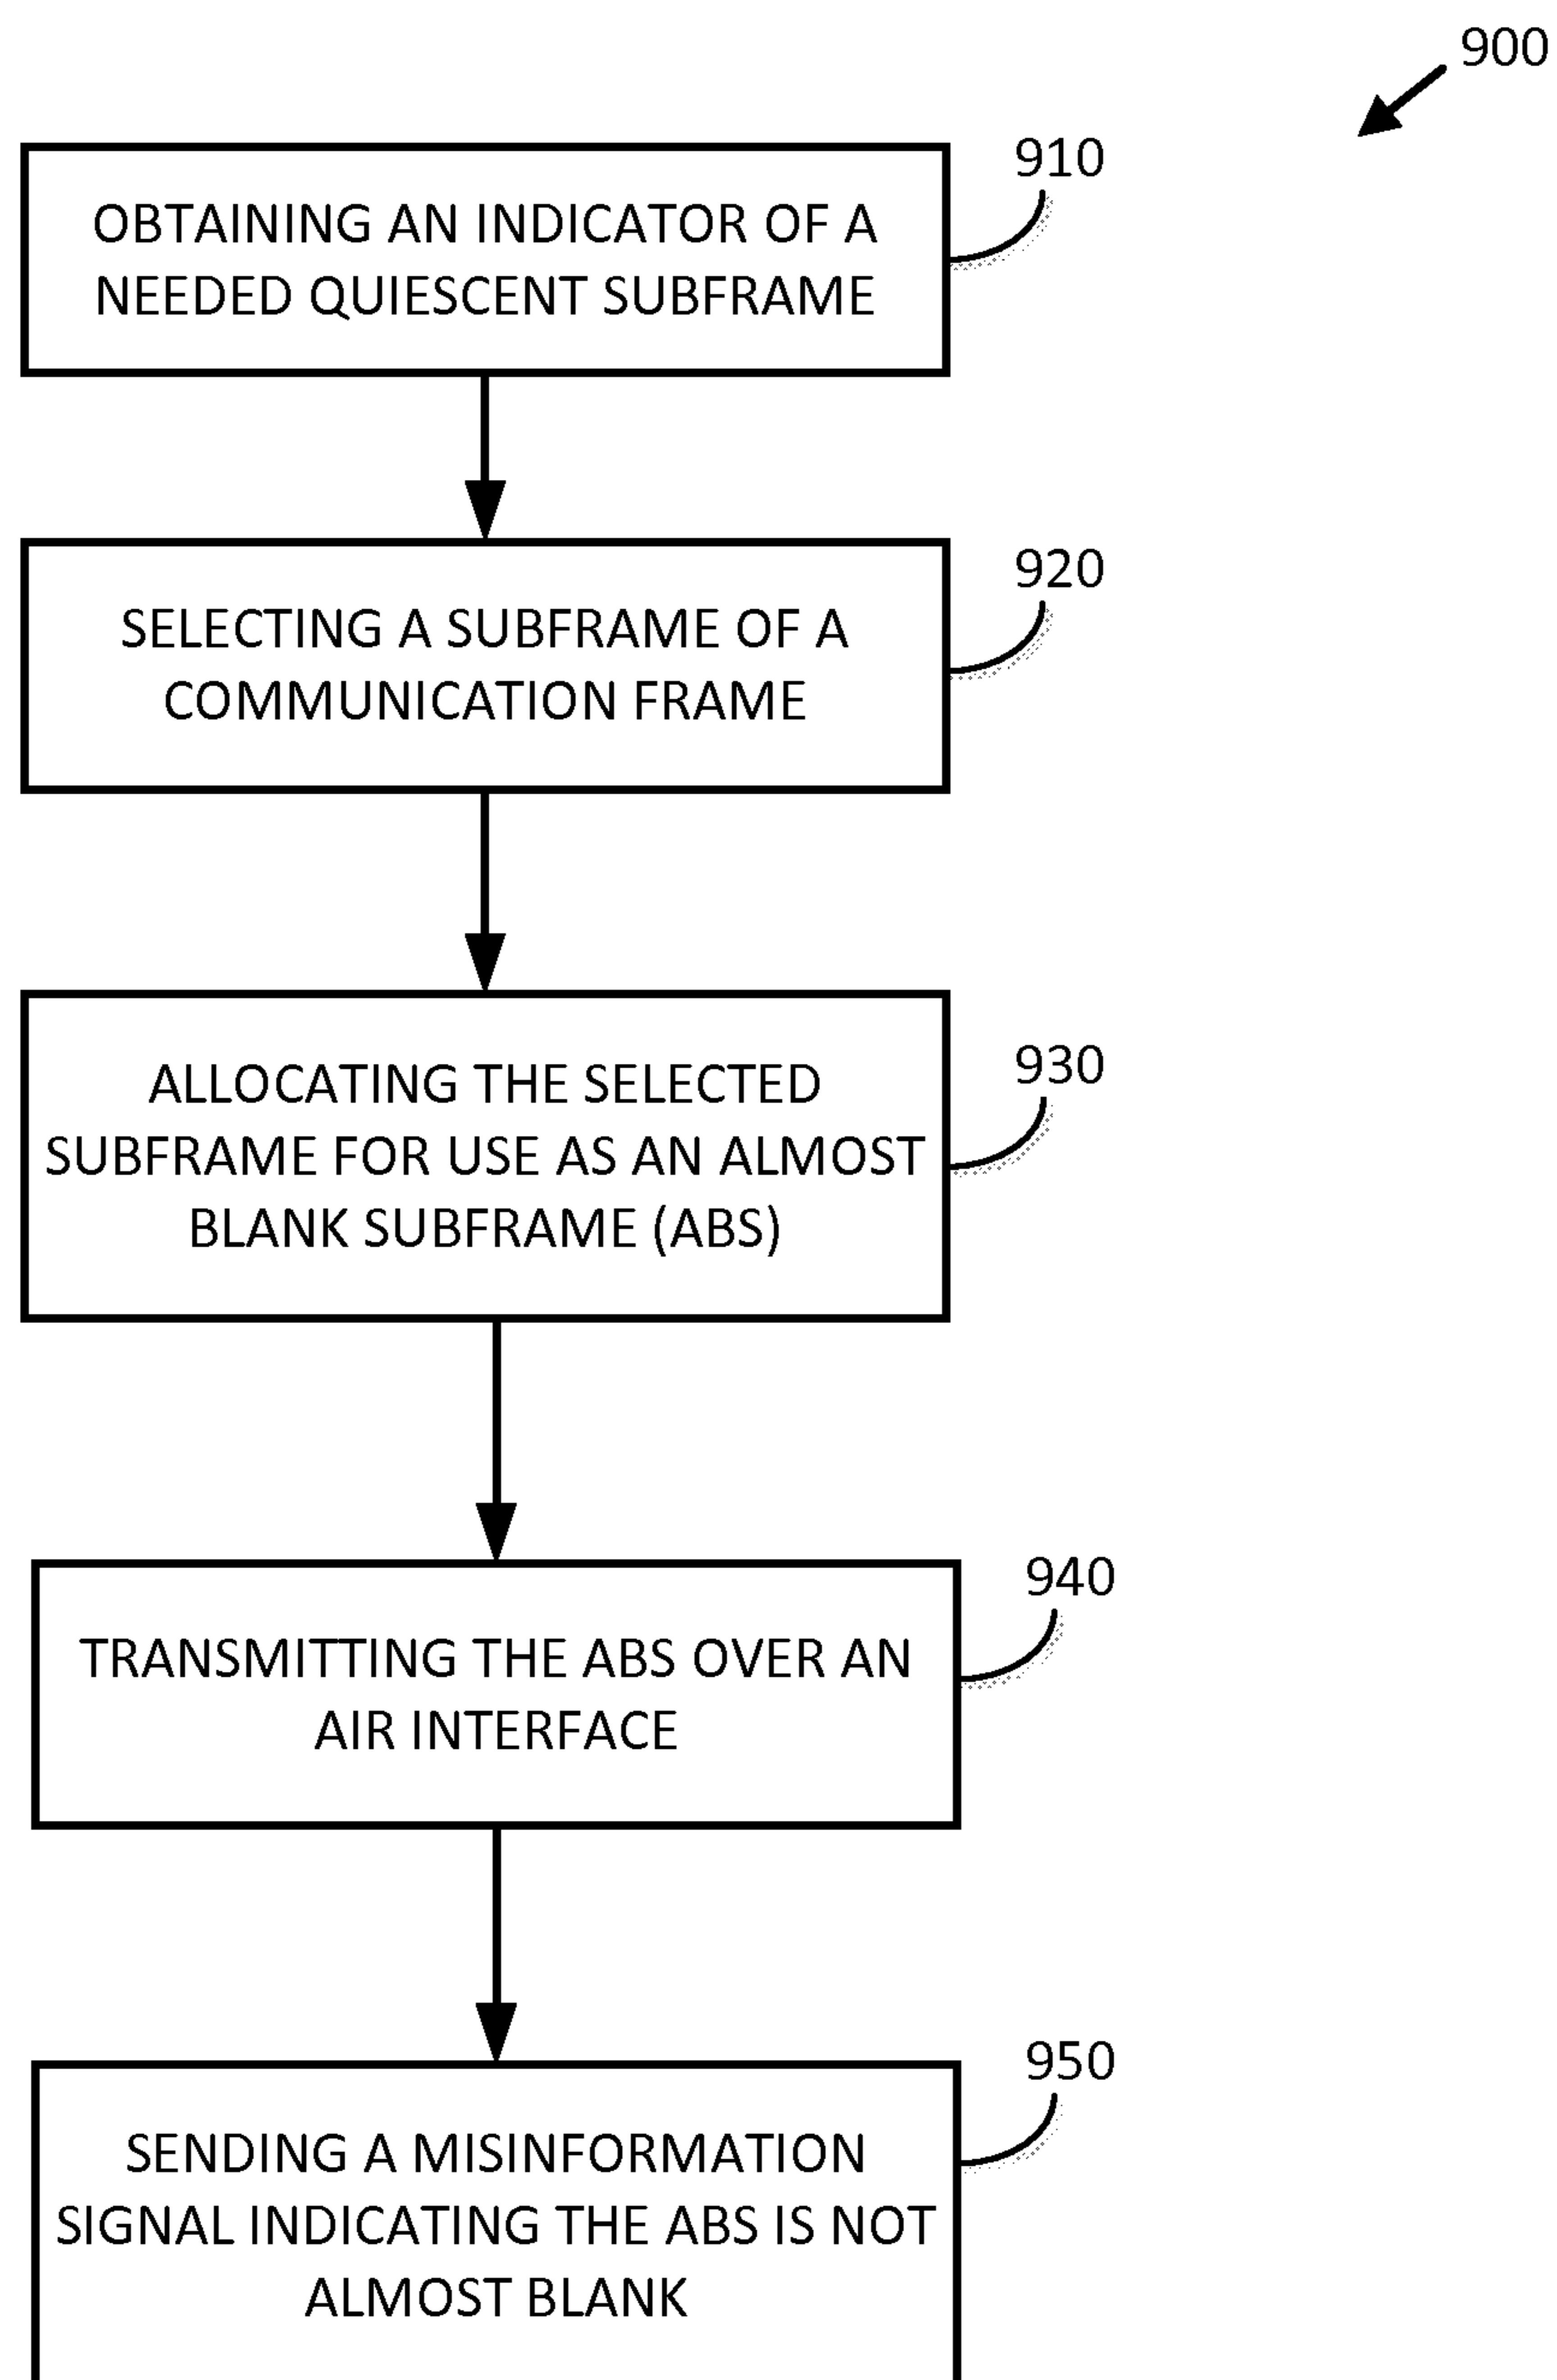 900
910
OBTAINING AN INDICATOR OF A
NEEDED QUIESCENT SUBFRAME
920
SELECTING A SUBFRAME OF A
COMMUNICATION FRAME
930
ALLOCATING THE SELECTED
SUBFRAME FOR USE AS AN ALMOST
BLANK SUBFRAME (ABS)
940
TRANSMITTING THE ABS OVER AN
AIR INTERFACE
950
SENDING A MISINFORMATION
SIGNAL INDICATING THE ABS IS NOT
ALMOST BLANK